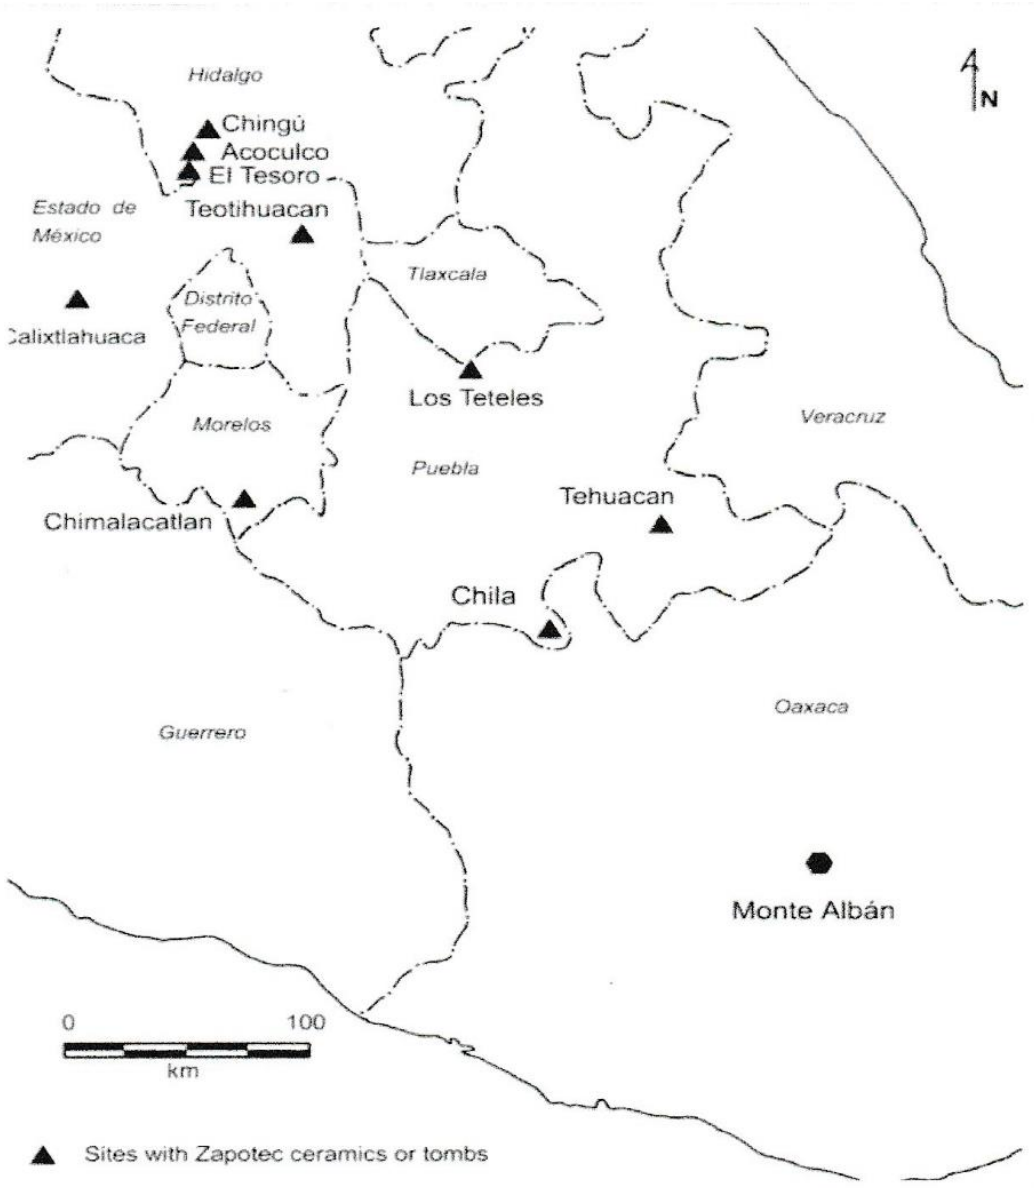 Hidalgo
N
Chingú
Acoculco
El Tesoro
Estado de
México
Teotihuacan
Tlaxcala
Distrito
Federal
Calixtlahuaca
Los Teteles
Morelos
Veracruz
Puebla
Tehuacan
Chimalacatlan
Chila
Oaxaca
Guerrero
Monte Albán
0 100
km
Sites with Zapotec ceramics or tombs